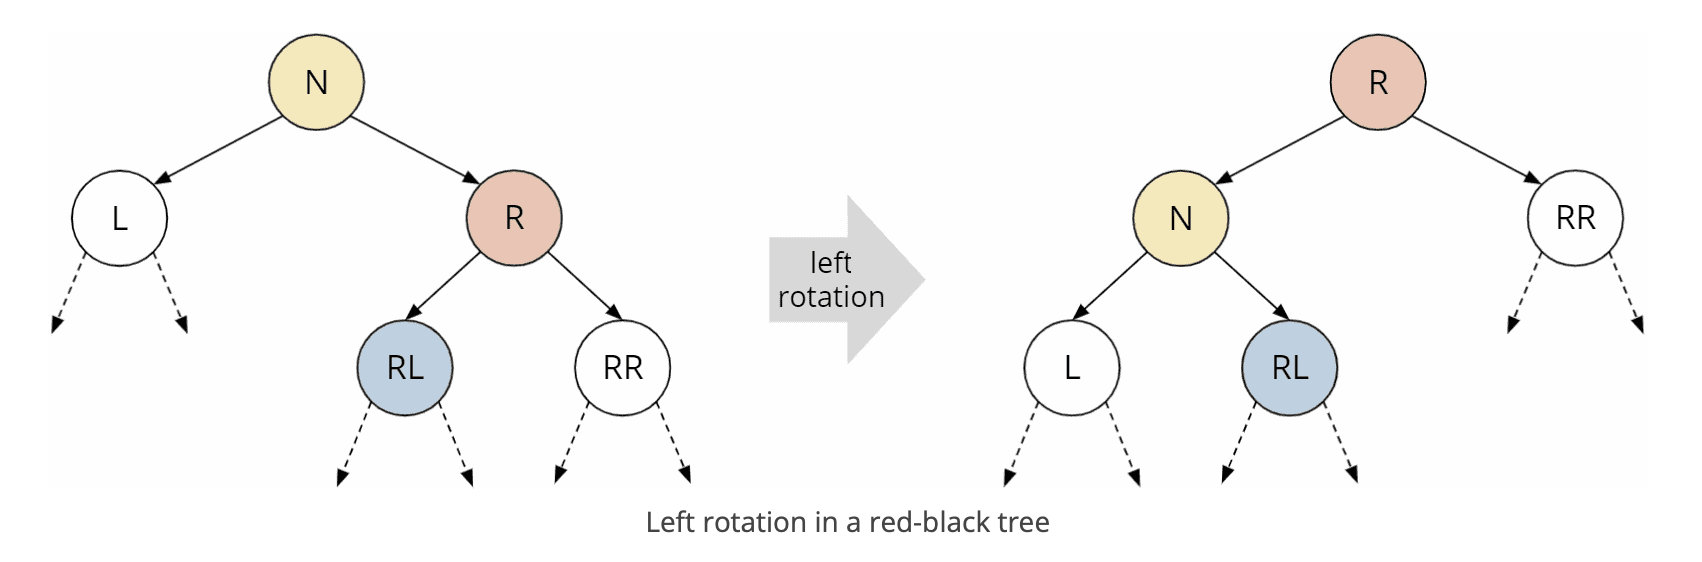 N
L
R
RL
RR
left
rotation
R
N
RR
L
RL
Left rotation in a red-black tree